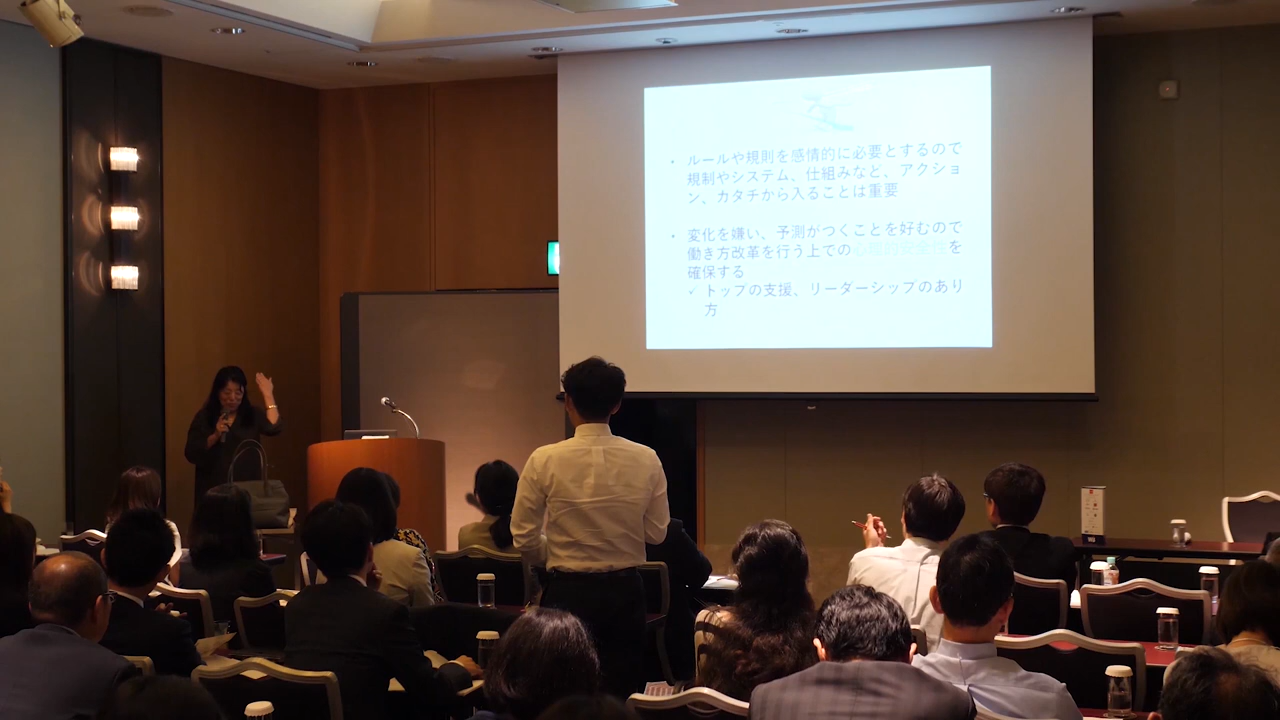 • ルールや規則を感情的に必要とするので
規制やシステム、仕組みなど、アクショ
ン、カタチから入ることは重要
• 変化を嫌い、予測がつくことを好むので
働き方改革を行う上での心理的安全性を
確保する
✓ トップの支援、リーダーシップのあり
方